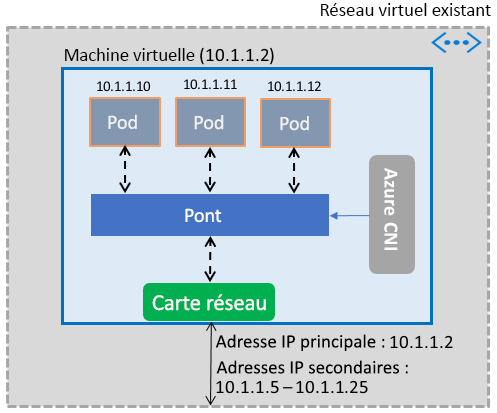 Réseau virtuel existant
Machine virtuelle (10.1.1.2)
10.1.1.10
10.1.1.11
10.1.1.12
Pod
Pod
Pod
Pont
Azure CNI
Carte réseau
Adresse IP principale : 10.1.1.2
Adresses IP secondaires :
10.1.1.5 – 10.1.1.25